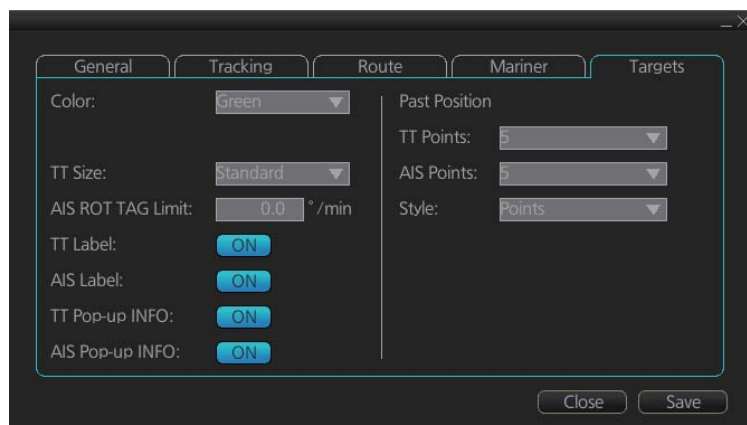 General Tracking Route Mariner Targets
Color: Green
TT Size: Standard
AIS ROT TAG Limit: 0.0 °/min
TT Label: ON
AIS Label: ON
TT Pop-up INFO: ON
AIS Pop-up INFO: ON
Past Position
TT Points: 5
AIS Points: 5
Style: Points
Close Save